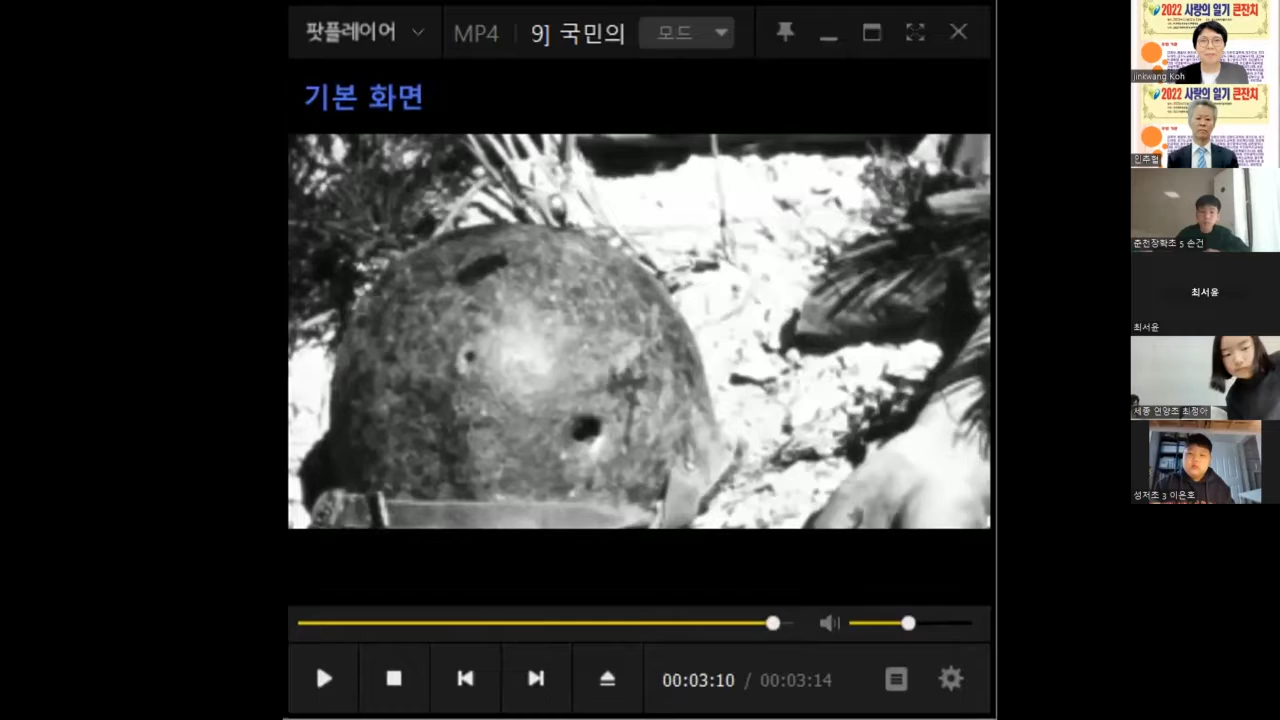 팟플레이어
MP4
9] 국민의
모드
기본 화면
00:03:10 / 00:03:14
2022 사랑의 일기 큰잔치
jinkwang Koh
2022 사랑의 일기 큰잔치
인추협
춘천장학초 5 손건
최서윤
최서윤
세종 연양초 최정아
성저초 3 이은호